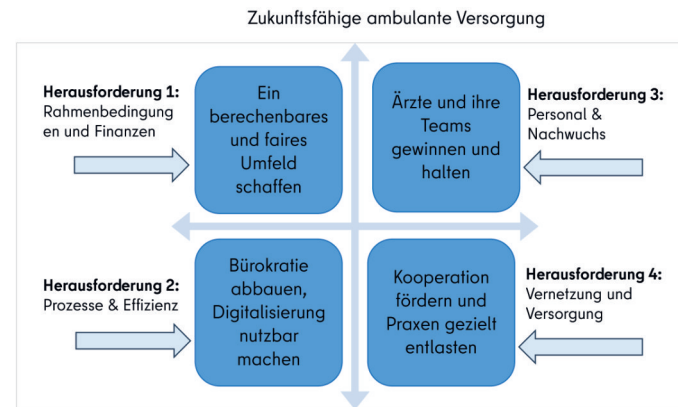 Zukunftsfähige ambulante Versorgung
Herausforderung 1:
Rahmenbedingung
en und Finanzen
Ein
berechenbares
und faires
Umfeld
schaffen
Ärzte und ihre
Teams
gewinnen und
halten
Herausforderung 3:
Personal &
Nachwuchs
Herausforderung 2:
Prozesse & Effizienz
Bürokratie
abbauen,
Digitalisierung
nutzbar
machen
Kooperation
fördern und
Praxen gezielt
entlasten
Herausforderung 4:
Vernetzung und
Versorgung